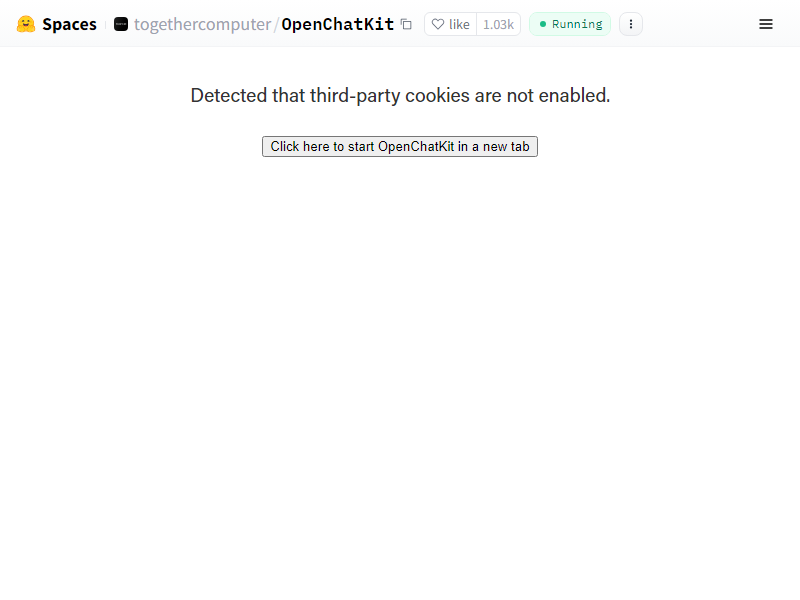 Spaces togethercomputer/OpenChatKit like 1.03k Running
Detected that third-party cookies are not enabled.
Click here to start OpenChatKit in a new tab